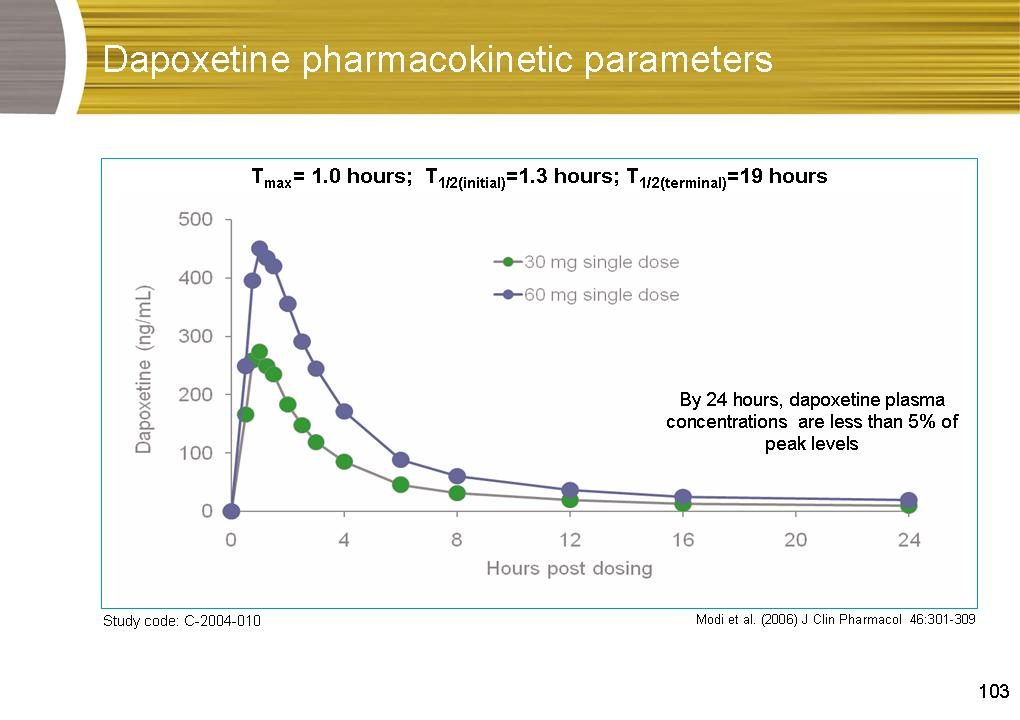 Dapoxetine pharmacokinetic parameters
Tmax= 1.0 hours;  T1/2(initial)=1.3 hours; T1/2(terminal)=19 hours
500
400
300
200
100
0
Dapoxetine (ng/mL)
30 mg single dose
60 mg single dose
By 24 hours, dapoxetine plasma
concentrations  are less than 5% of
peak levels
0 4 8 12 16 20 24
Hours post dosing
Study code: C-2004-010
Modi et al. (2006) J Clin Pharmacol  46:301-309
103